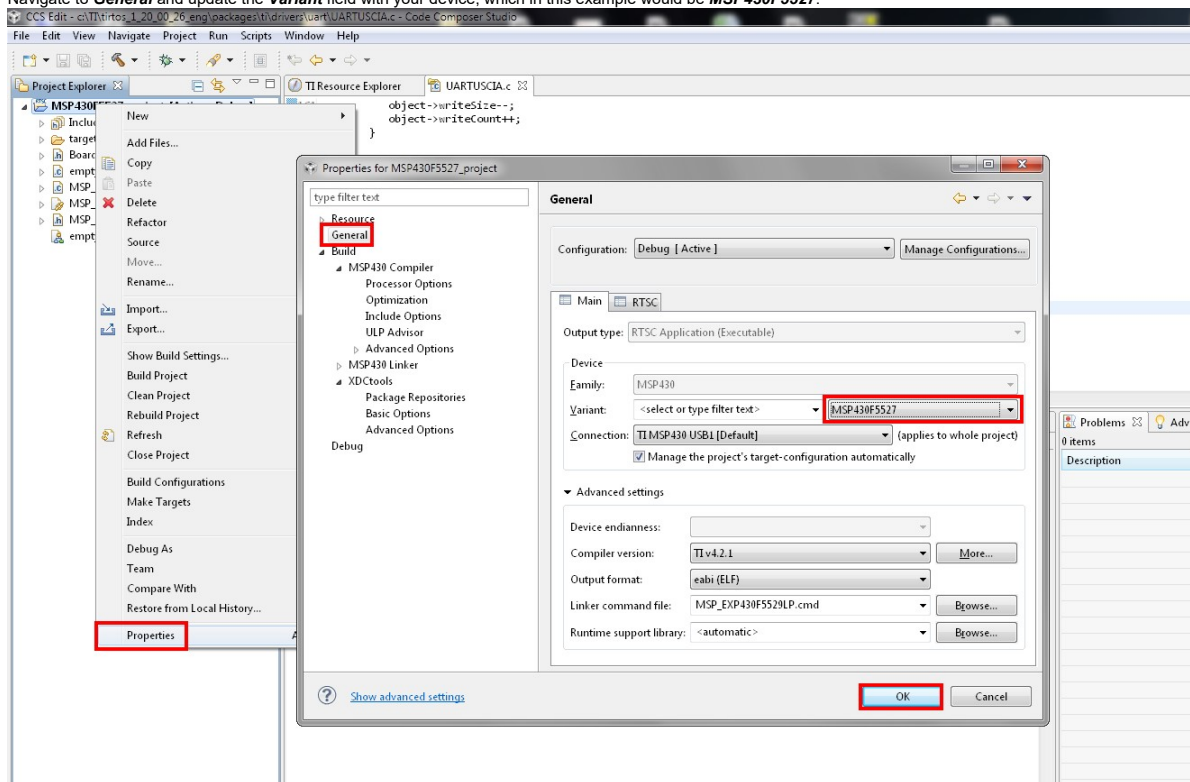 Navigate to General and update the Variant field with your device, which in this example would be MSP430F5527.
CCS Edit - c:\TI\tirtos_1_20_00_26_eng\packages\ti\drivers\uart\UARTUSCIA.c - Code Composer Studio
File Edit View Navigate Project Run Scripts Window Help
Project Explorer
TI Resource Explorer
UARTUSCIA.c
object->writeSize--;
object->writeCount++;
}
Inclu
target
Board
empt
MSP_
MSP_
MSP_
empt
New
Add Files...
Copy
Paste
Delete
Refactor
Source
Move...
Rename...
Import...
Export...
Show Build Settings...
Build Project
Clean Project
Rebuild Project
Refresh
Close Project
Build Configurations
Make Targets
Index
Debug As
Team
Compare With
Restore from Local History...
Properties
A
Properties for MSP430F5527_project
type filter text
Resource
General
Build
MSP430 Compiler
Processor Options
Optimization
Include Options
ULP Advisor
Advanced Options
MSP430 Linker
XDCtools
Package Repositories
Basic Options
Advanced Options
Debug
General
Configuration: Debug [ Active ] Manage Configurations...
Main RTSC
Output type: RTSC Application (Executable)
Device
Family: MSP430
Variant: <select or type filter text> MSP430F5527
Connection: TI MSP430 USB1 [Default] (applies to whole project)
Manage the project's target-configuration automatically
Advanced settings
Device endianness:
Compiler version: TI v4.2.1 More...
Output format: eabi (ELF)
Linker command file: MSP_EXP430F5529LP.cmd Browse...
Runtime support library: <automatic> Browse...
Show advanced settings
OK Cancel
Problems Adv
0 items
Description